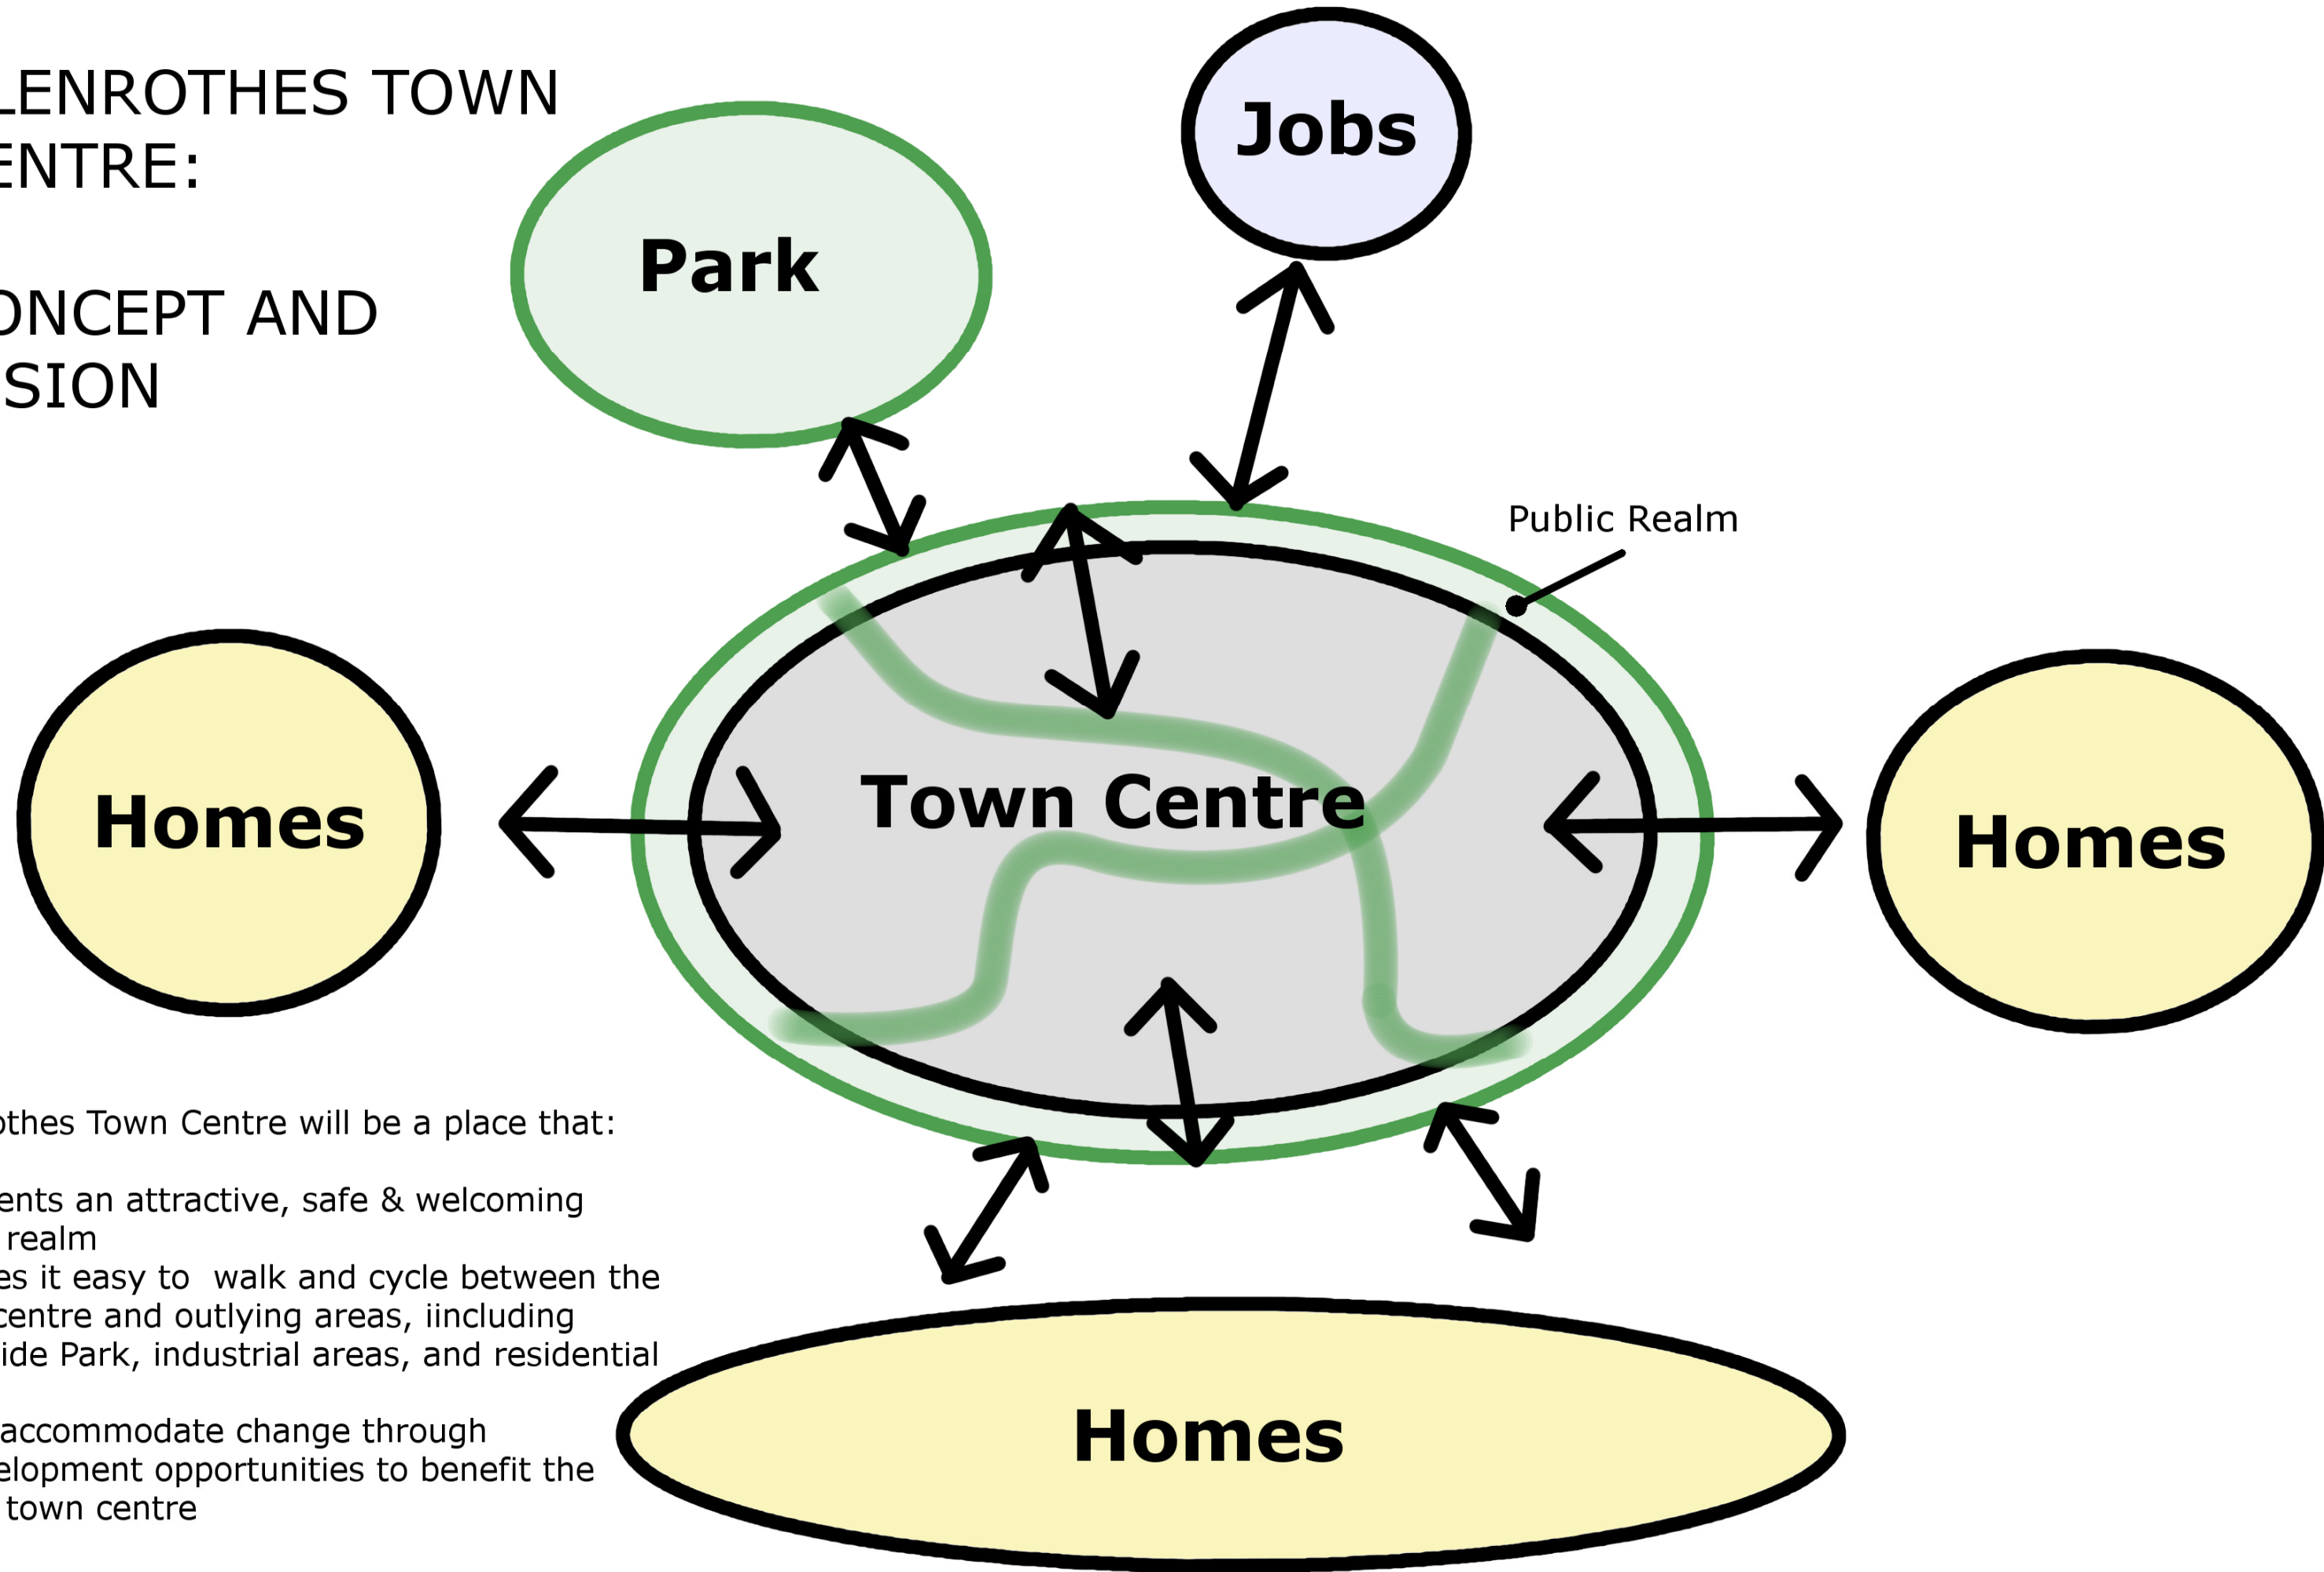 LENROTHES TOWN
ENTRE:
ONCEPT AND
SION
Jobs
Park
Public Realm
Town Centre
Homes
Homes
othes Town Centre will be a place that:
ents an attractive, safe & welcoming
realm
es it easy to  walk and cycle between the
centre and outlying areas, iincluding
ide Park, industrial areas, and residential
accommodate change through
elopment opportunities to benefit the
town centre
Homes